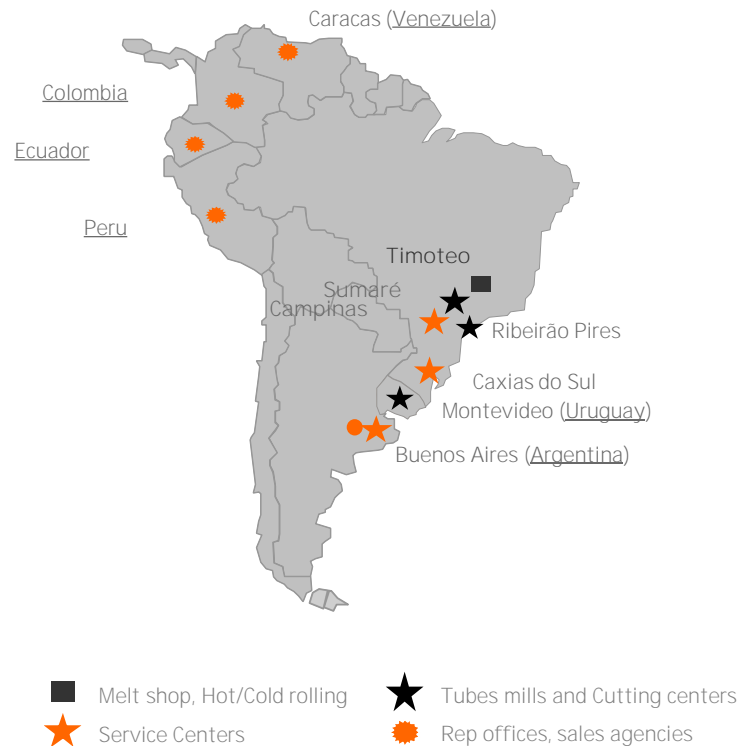 Caracas (Venezuela)
Colombia
Ecuador
Peru
Timoteo
Sumaré
Campinas
Ribeirão Pires
Caxias do Sul
Montevideo (Uruguay)
Buenos Aires (Argentina)
Melt shop, Hot/Cold rolling
Tubes mills and Cutting centers
Service Centers
Rep offices, sales agencies